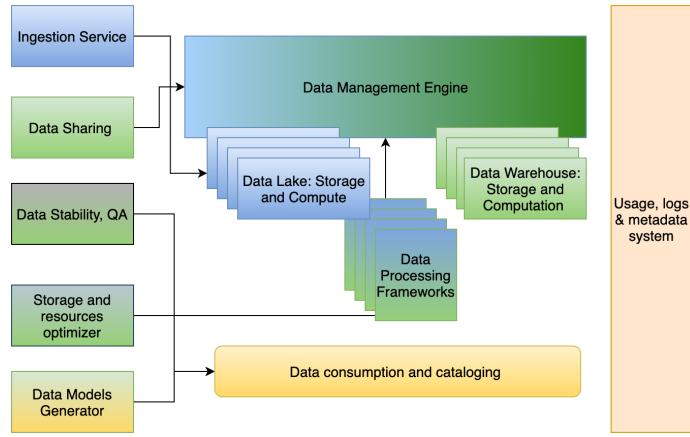 Ingestion Service
Data Management Engine
Data Sharing
Data Lake: Storage
and Compute
Data Warehouse:
Storage and
Computation
Data Stability, QA
Usage, logs
& metadata
system
Data
Processing
Frameworks
Storage and
resources
optimizer
Data consumption and cataloging
Data Models
Generator